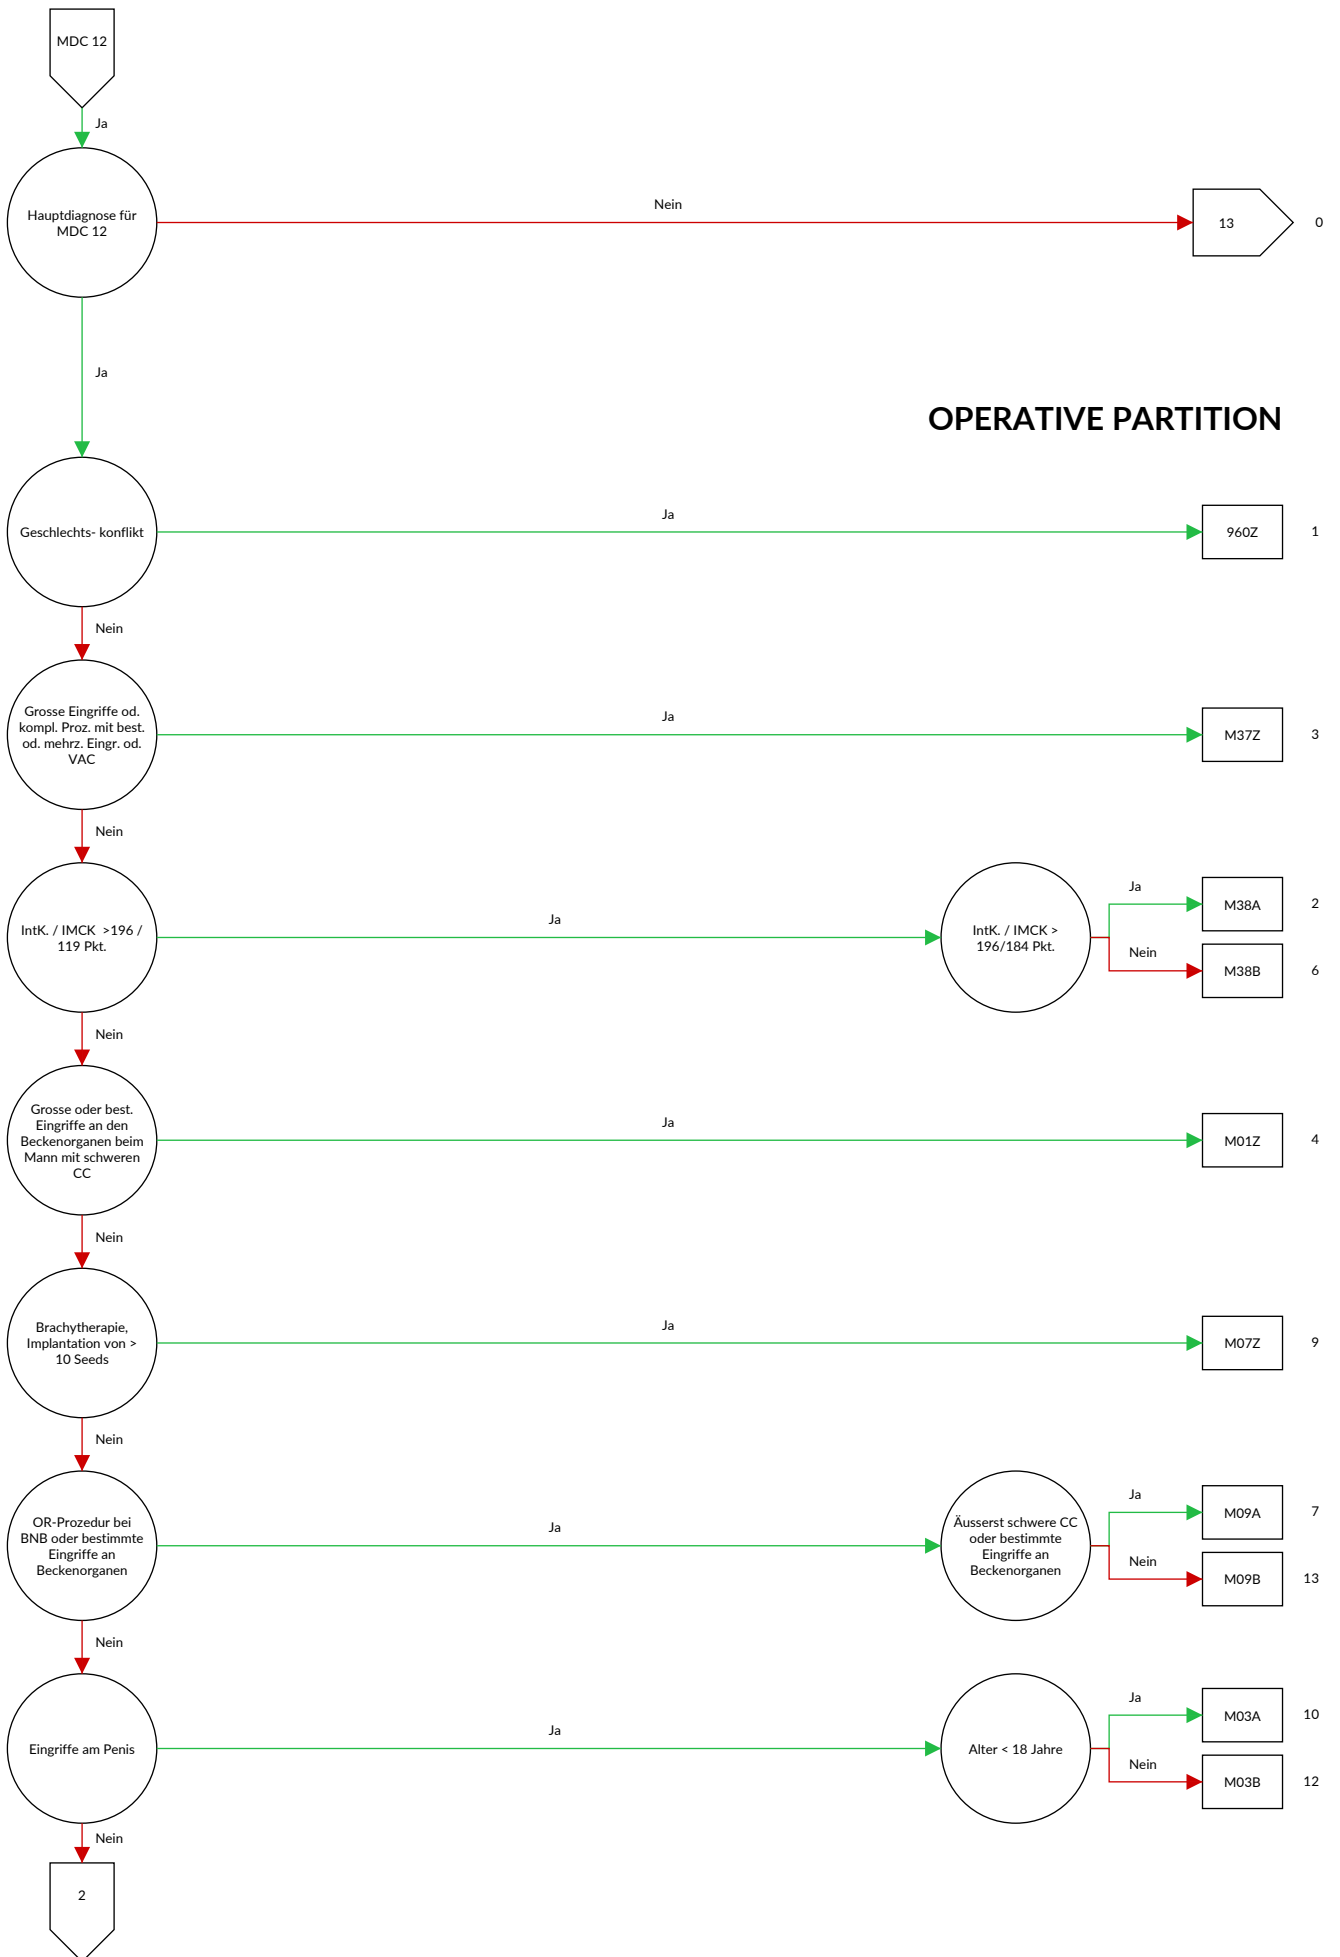 MDC 12
Ja
Hauptdiagnose für
MDC 12
Nein
13
0
Ja
OPERATIVE PARTITION
Geschlechts- konflikt
Ja
960Z
1
Nein
Grosse Eingriffe od.
kompl. Proz. mit best.
od. mehrz. Eingr. od.
VAC
Ja
M37Z
3
Nein
IntK. / IMCK >196 /
119 Pkt.
Ja
IntK. / IMCK >
196/184 Pkt.
Ja
M38A
2
Nein
M38B
6
Nein
Grosse oder best.
Eingriffe an den
Beckenorganen beim
Mann mit schweren
CC
Ja
M01Z
4
Nein
Brachytherapie,
Implantation von >
10 Seeds
Ja
M07Z
9
Nein
OR-Prozedur bei
BNB oder bestimmte
Eingriffe an
Beckenorganen
Ja
Äusserst schwere CC
oder bestimmte
Eingriffe an
Beckenorganen
Ja
M09A
7
Nein
M09B
13
Nein
Eingriffe am Penis
Ja
Alter < 18 Jahre
Ja
M03A
10
Nein
M03B
12
Nein
2